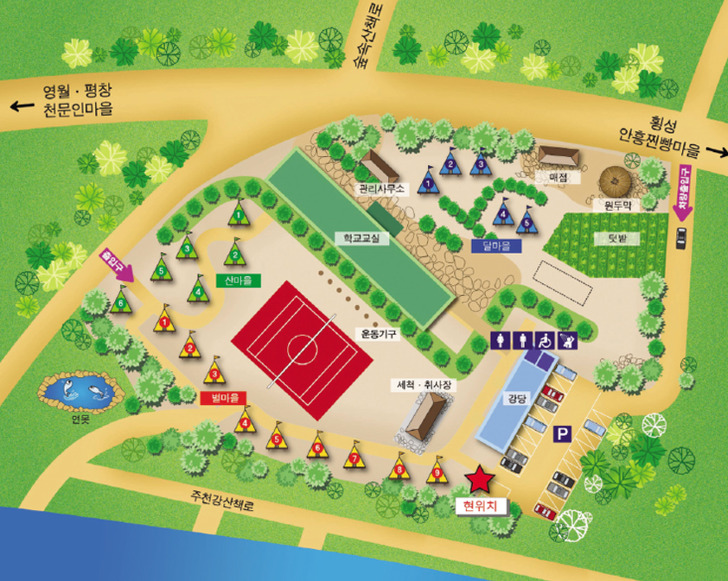 숲속산책로
영월 · 평창
천문인마을
횡성
안흥찐빵마을
차량출입구
2
3
1
매점
관리사무소
원두막
4
5
1
학교교실
달마을
텃밭
3
2
출입구
5
산마을
4
6
1
운동기구
2
3
세척 · 취사장
강당
별마을
연못
4
5
6
7
P
8
9
현위치
주천강산책로